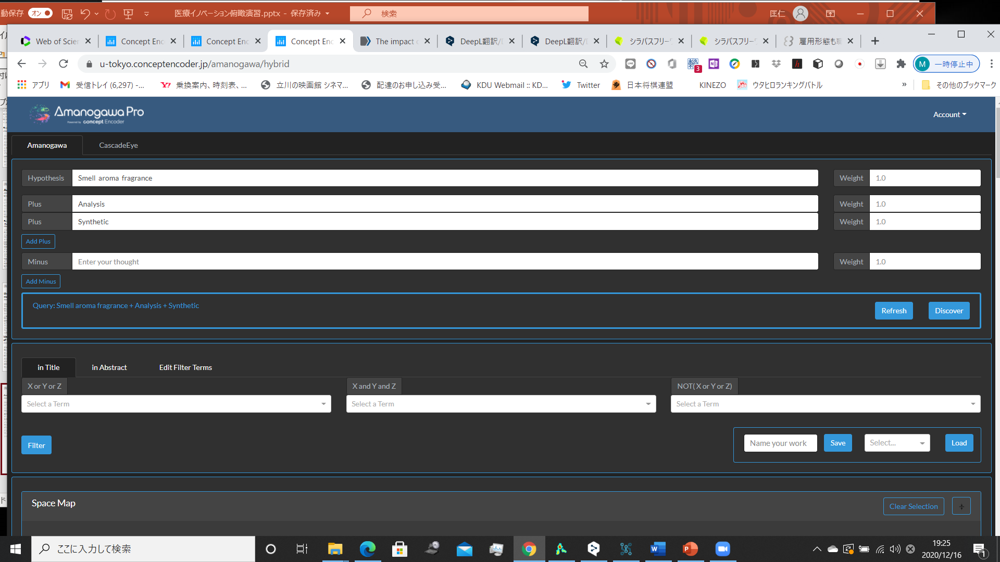 動保存 オン 医療イノベーション俯瞰演習.pptx - 保存済み 検索 匡仁
Web of Scien Concept Enc Concept Enc Concept Enc The impact o DeepL翻訳/D DeepL翻訳/D シラバスフリーワ シラバスフリーワ 雇用形態も職
u-tokyo.conceptencoder.jp/amanogawa/hybrid 3 M 一時停止中
アプリ 受信トレイ (6,297) -... 乗換案内、時刻表、... 立川の映画館 シネマ... 配達のお申し込み受... KDU Webmail :: KD... Twitter 日本将棋連盟 KINEZO ウタヒロランキングバトル » その他のブックマーク
Amanogawa Pro
Powered by concept Encoder
Account
Amanogawa CascadeEye
Hypothesis Smell aroma fragrance Weight 1.0
Plus Analysis Weight 1.0
Plus Synthetic Weight 1.0
Add Plus
Minus Enter your thought Weight 1.0
Add Minus
Query: Smell aroma fragrance + Analysis + Synthetic Refresh Discover
in Title in Abstract Edit Filter Terms
X or Y or Z X and Y and Z NOT( X or Y or Z)
Select a Term Select a Term Select a Term
Filter Name your work Save Select... Load
Space Map Clear Selection +
ここに入力して検索 19:25
2020/12/16 1